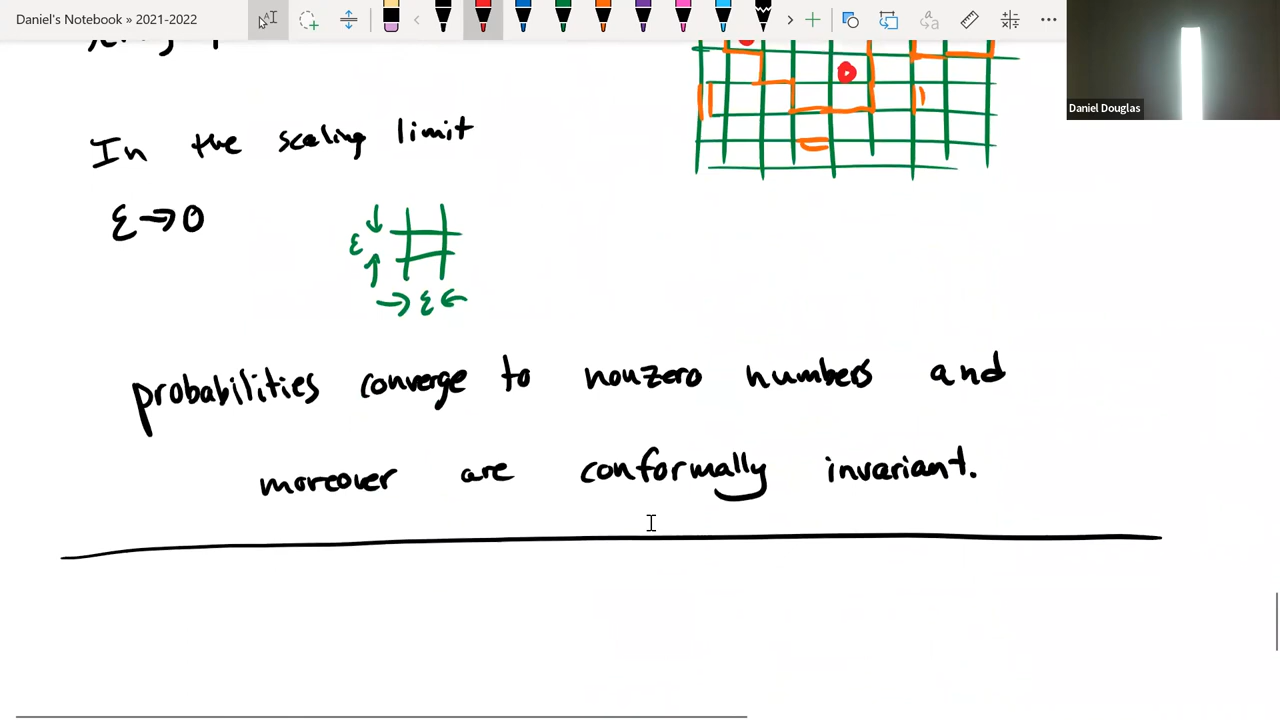 Daniel's Notebook » 2021-2022
Daniel Douglas
In the scaling limit
ε→0
ε
→ ε ←
probabilities converge to nonzero numbers and
moreover are conformally invariant.